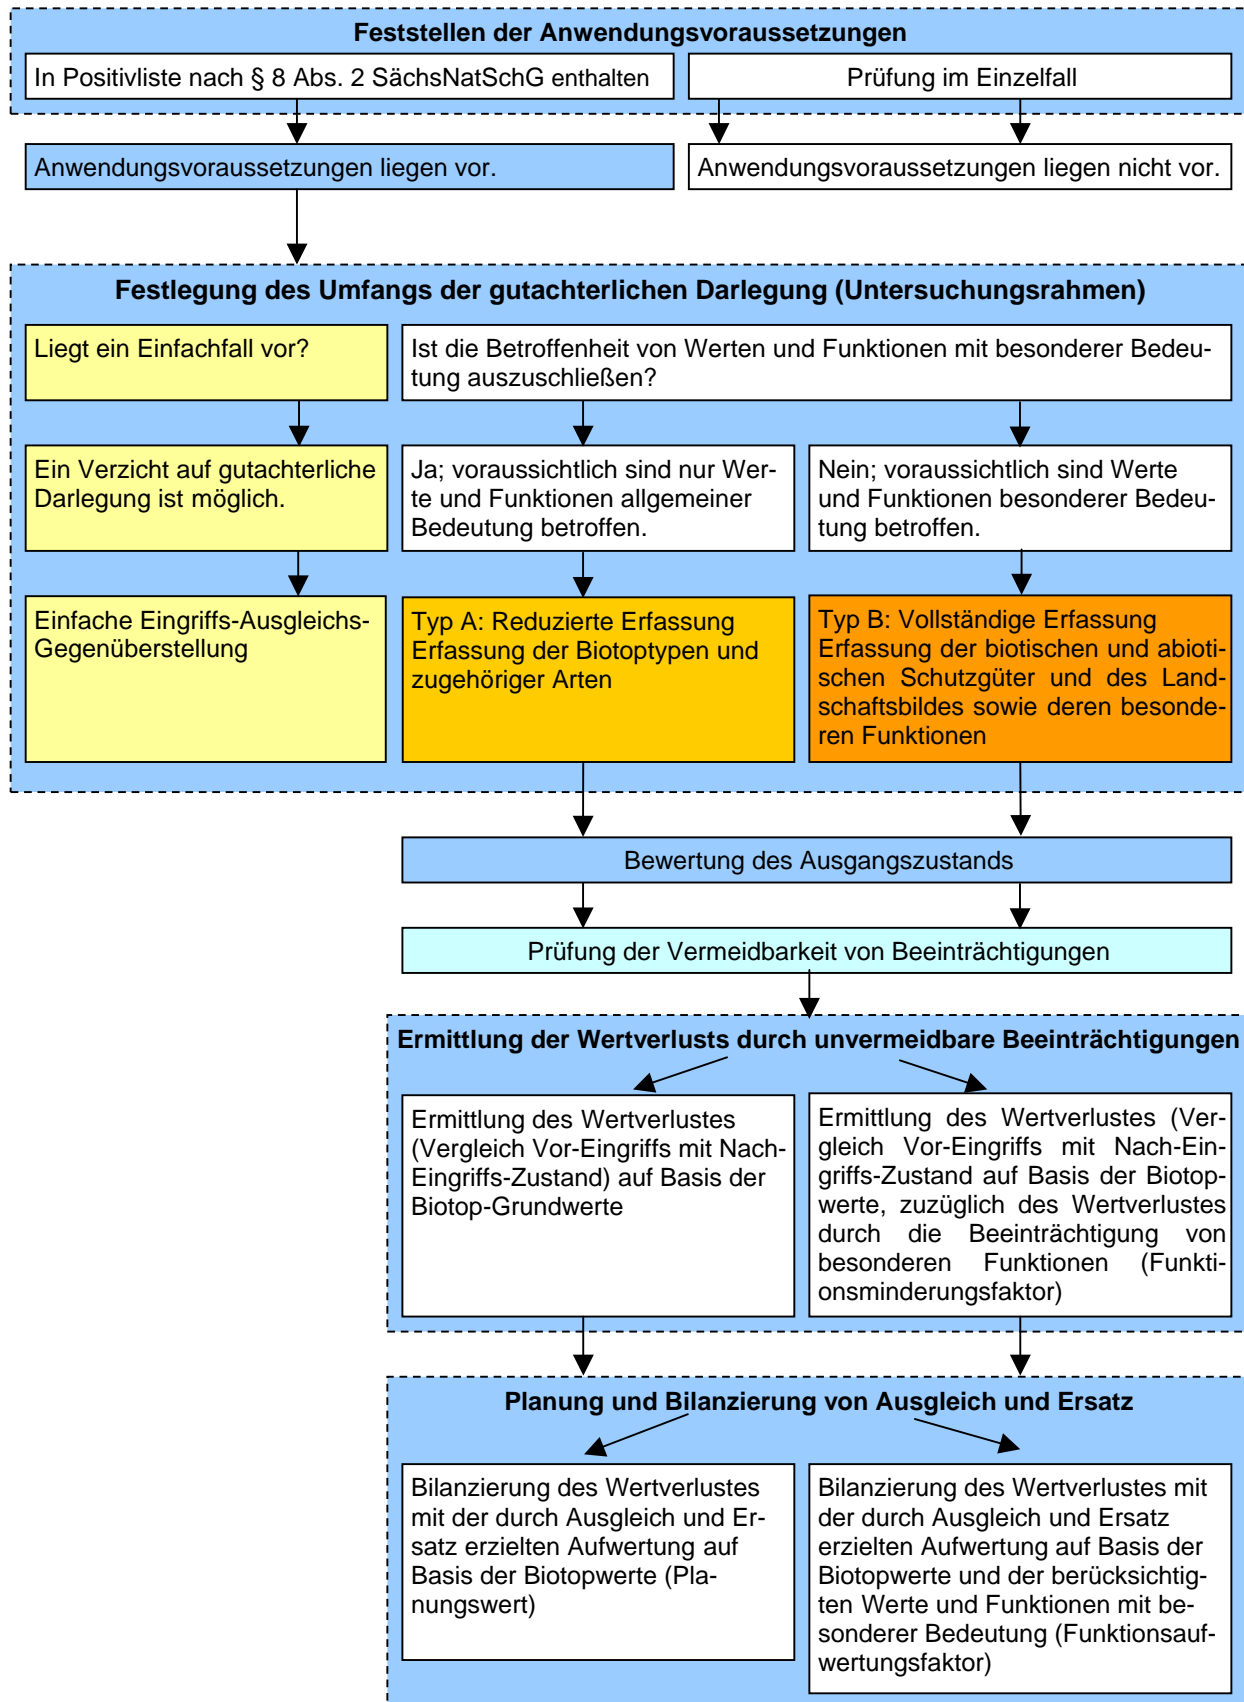 Feststellen der Anwendungsvoraussetzungen
In Positivliste nach § 8 Abs. 2 SächsNatSchG enthalten
Prüfung im Einzelfall
Anwendungsvoraussetzungen liegen vor.
Anwendungsvoraussetzungen liegen nicht vor.
Festlegung des Umfangs der gutachterlichen Darlegung (Untersuchungsrahmen)
Liegt ein Einfachfall vor?
Ist die Betroffenheit von Werten und Funktionen mit besonderer Bedeu-
tung auszuschließen?
Ein Verzicht auf gutachterliche
Darlegung ist möglich.
Ja; voraussichtlich sind nur Wer-
te und Funktionen allgemeiner
Bedeutung betroffen.
Nein; voraussichtlich sind Werte
und Funktionen besonderer Bedeu-
tung betroffen.
Einfache Eingriffs-Ausgleichs-
Gegenüberstellung
Typ A: Reduzierte Erfassung
Erfassung der Biotoptypen und
zugehöriger Arten
Typ B: Vollständige Erfassung
Erfassung der biotischen und abioti-
schen Schutzgüter und des Land-
schaftsbildes sowie deren besonde-
ren Funktionen
Bewertung des Ausgangszustands
Prüfung der Vermeidbarkeit von Beeinträchtigungen
Ermittlung der Wertverlusts durch unvermeidbare Beeinträchtigungen
Ermittlung des Wertverlustes
(Vergleich Vor-Eingriffs mit Nach-
Eingriffs-Zustand) auf Basis der
Biotop-Grundwerte
Ermittlung des Wertverlustes (Ver-
gleich Vor-Eingriffs mit Nach-Ein-
griffs-Zustand auf Basis der Biotop-
werte, zuzüglich des Wertverlustes
durch die Beeinträchtigung von
besonderen Funktionen (Funkti-
onsminderungsfaktor)
Planung und Bilanzierung von Ausgleich und Ersatz
Bilanzierung des Wertverlustes
mit der durch Ausgleich und Er-
satz erzielten Aufwertung auf
Basis der Biotopwerte (Pla-
nungswert)
Bilanzierung des Wertverlustes mit
der durch Ausgleich und Ersatz
erzielten Aufwertung auf Basis der
Biotopwerte und der berücksichtig-
ten Werte und Funktionen mit be-
sonderer Bedeutung (Funktionsauf-
wertungsfaktor)